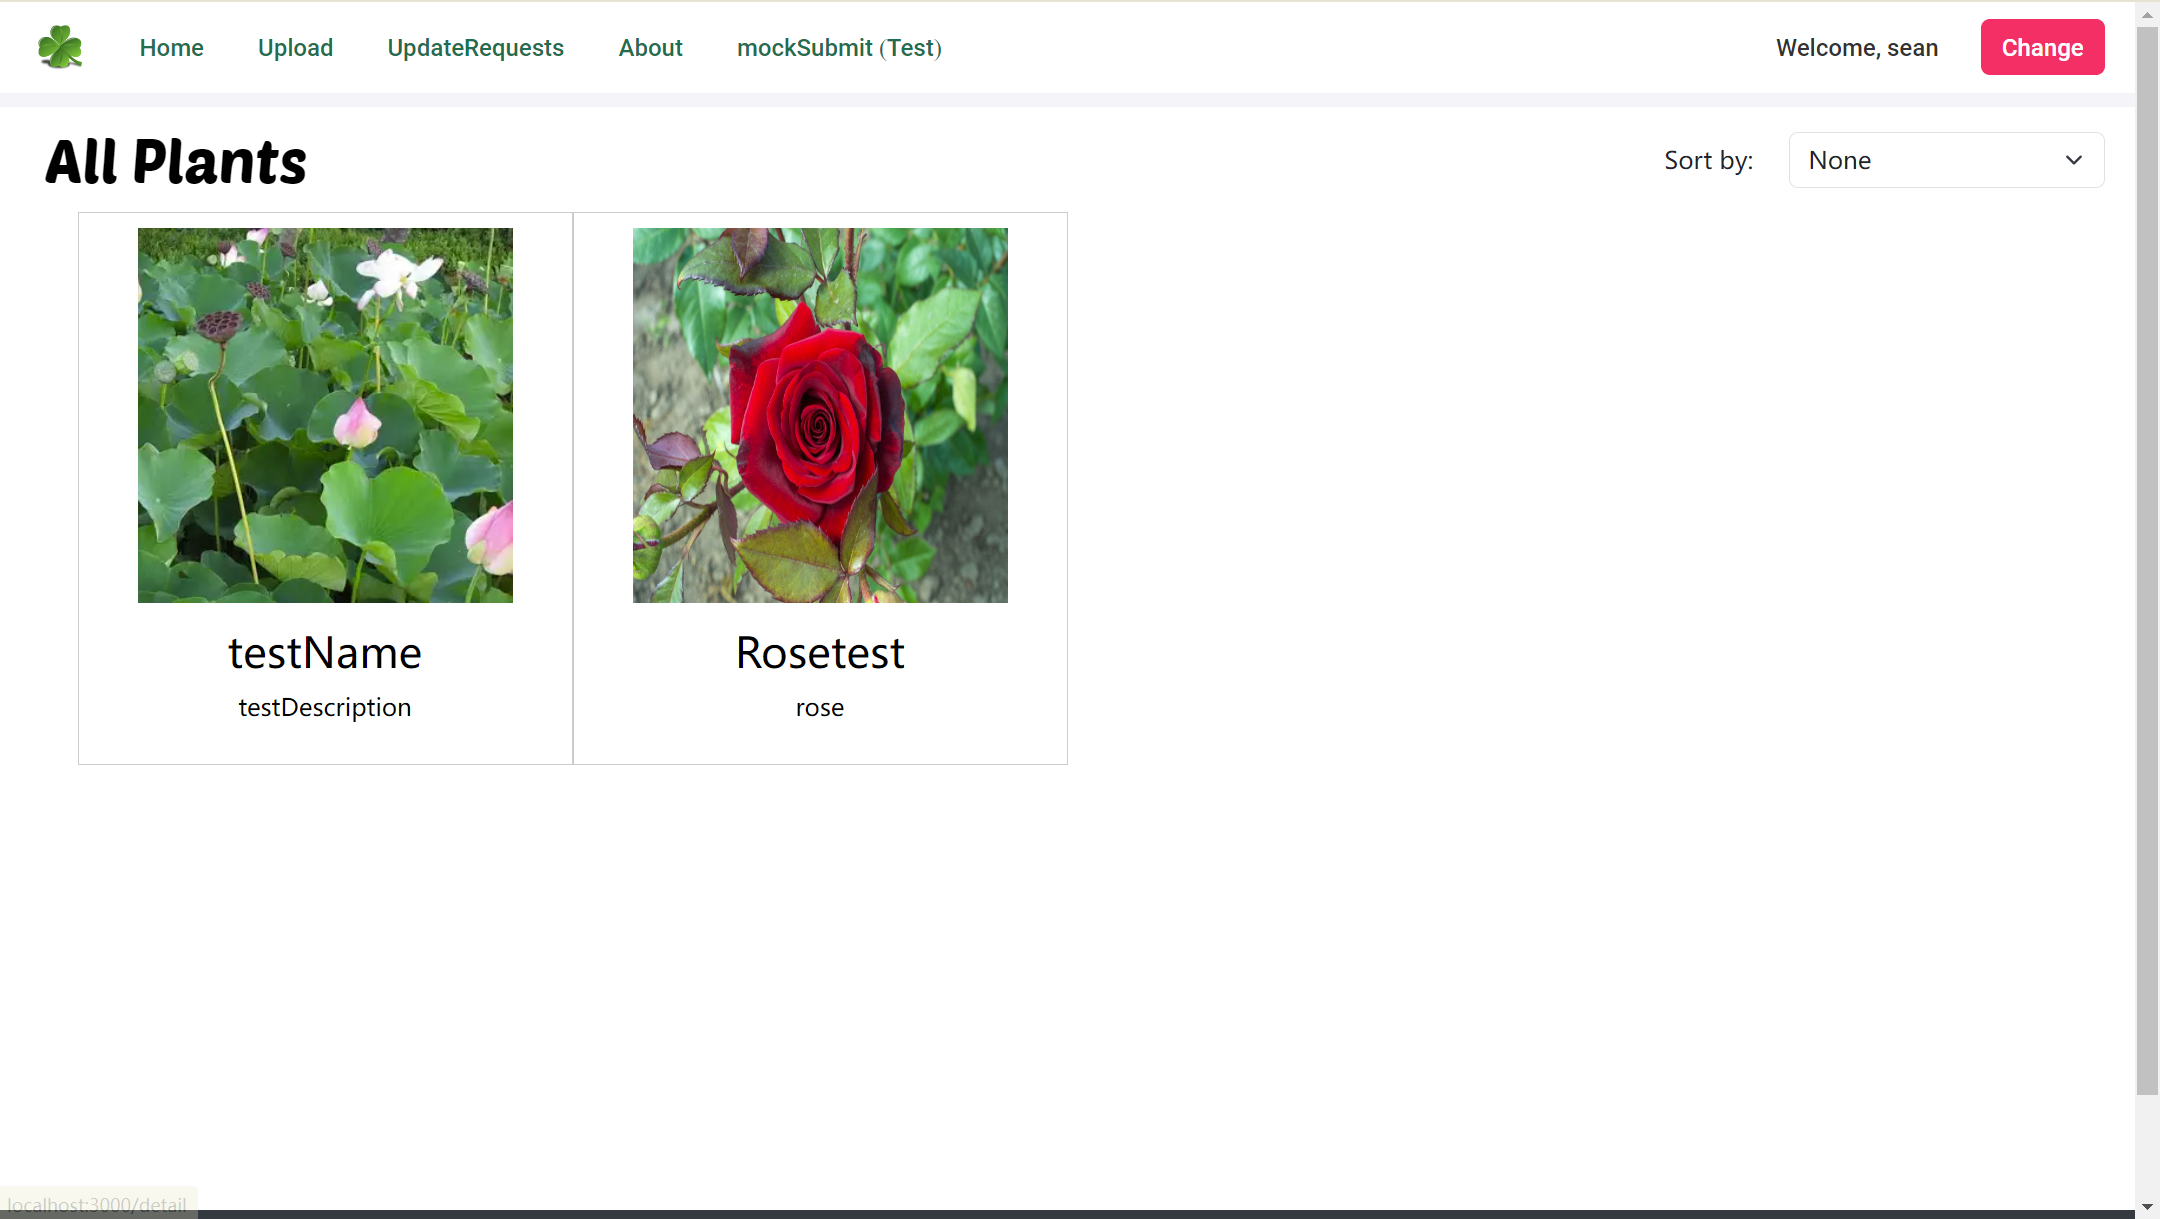 Home Upload UpdateRequests About mockSubmit (Test) Welcome, sean Change
All Plants Sort by: None
testName Rosetest
testDescription rose
localhost:3000/detail